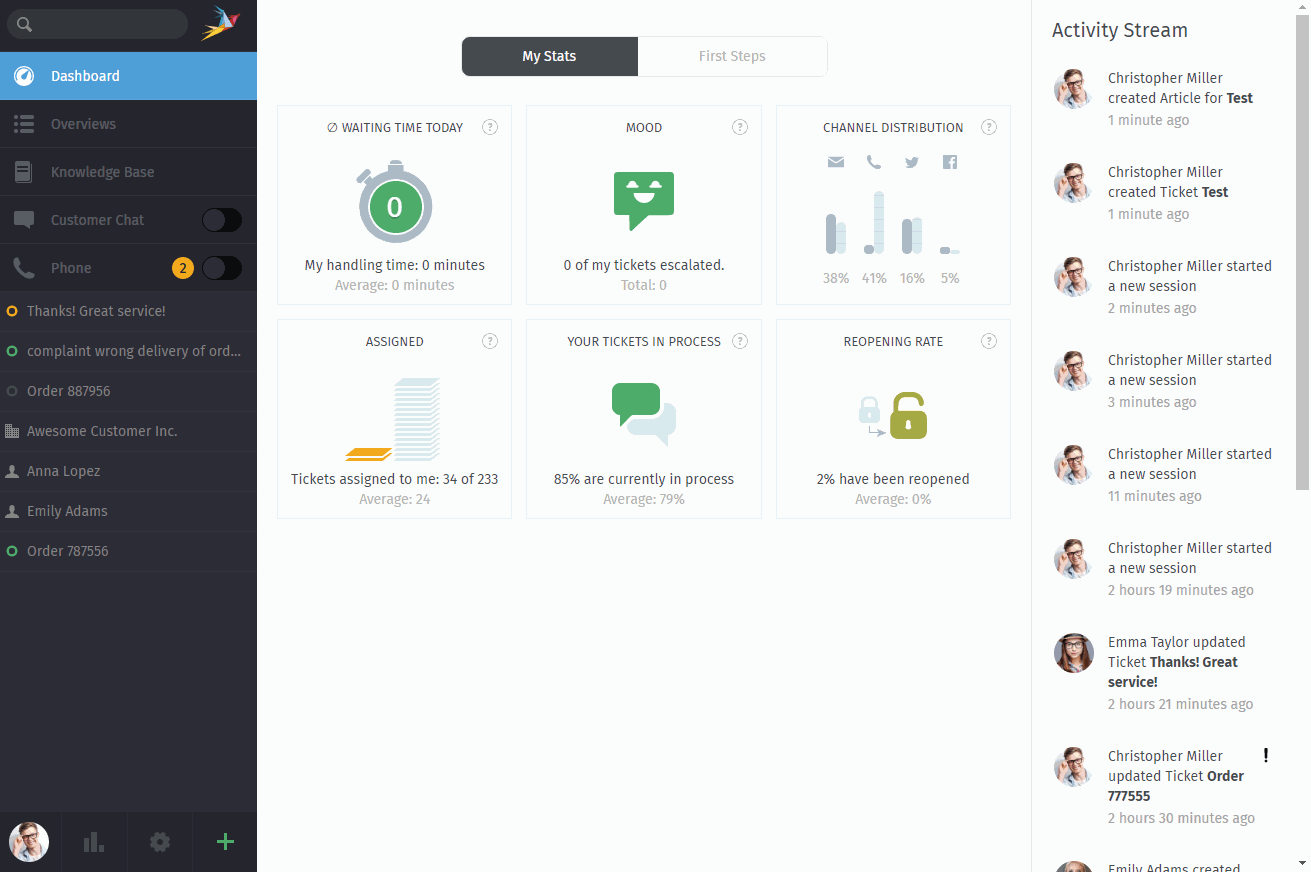 Dashboard
Overviews
Knowledge Base
Customer Chat
Phone 2
Thanks! Great service!
complaint wrong delivery of ord...
Order 887956
Awesome Customer Inc.
Anna Lopez
Emily Adams
Order 787556
My Stats First Steps
∅ WAITING TIME TODAY ?
0
My handling time: 0 minutes
Average: 0 minutes
MOOD ?
0 of my tickets escalated.
Total: 0
CHANNEL DISTRIBUTION ?
38% 41% 16% 5%
ASSIGNED ?
Tickets assigned to me: 34 of 233
Average: 24
YOUR TICKETS IN PROCESS ?
85% are currently in process
Average: 79%
REOPENING RATE ?
2% have been reopened
Average: 0%
Activity Stream
Christopher Miller
created Article for Test
1 minute ago
Christopher Miller
created Ticket Test
1 minute ago
Christopher Miller started
a new session
2 minutes ago
Christopher Miller started
a new session
3 minutes ago
Christopher Miller started
a new session
11 minutes ago
Christopher Miller started
a new session
2 hours 19 minutes ago
Emma Taylor updated
Ticket Thanks! Great
service!
2 hours 21 minutes ago
Christopher Miller !
updated Ticket Order
777555
2 hours 30 minutes ago
Emily Adams created